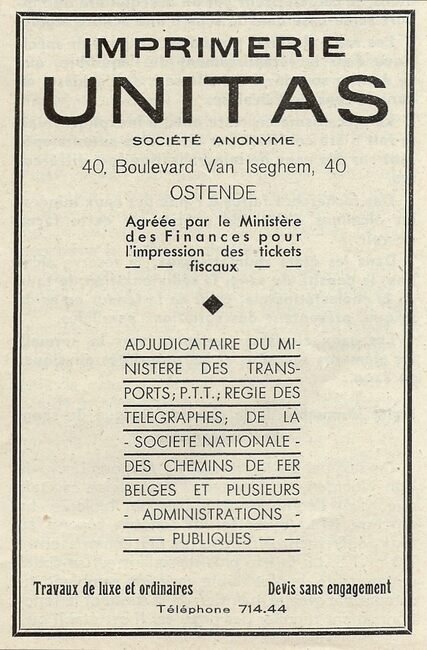 IMPRIMERIE
UNITAS
SOCIÉTÉ ANONYME
40, Boulevard Van Iseghem, 40
OSTENDE
Agréée par le Ministère
des Finances pour
l'impression des tickets
— — fiscaux — —
ADJUDICATAIRE DU MI-
NISTERE DES TRANS-
PORTS; P.T.T.; REGIE DES
TELEGRAPHES; DE LA
- SOCIETE NATIONALE -
DES CHEMINS DE FER
BELGES ET PLUSIEURS
- ADMINISTRATIONS -
— — PUBLIQUES — —
Travaux de luxe et ordinaires Devis sans engagement
Téléphone 714.44